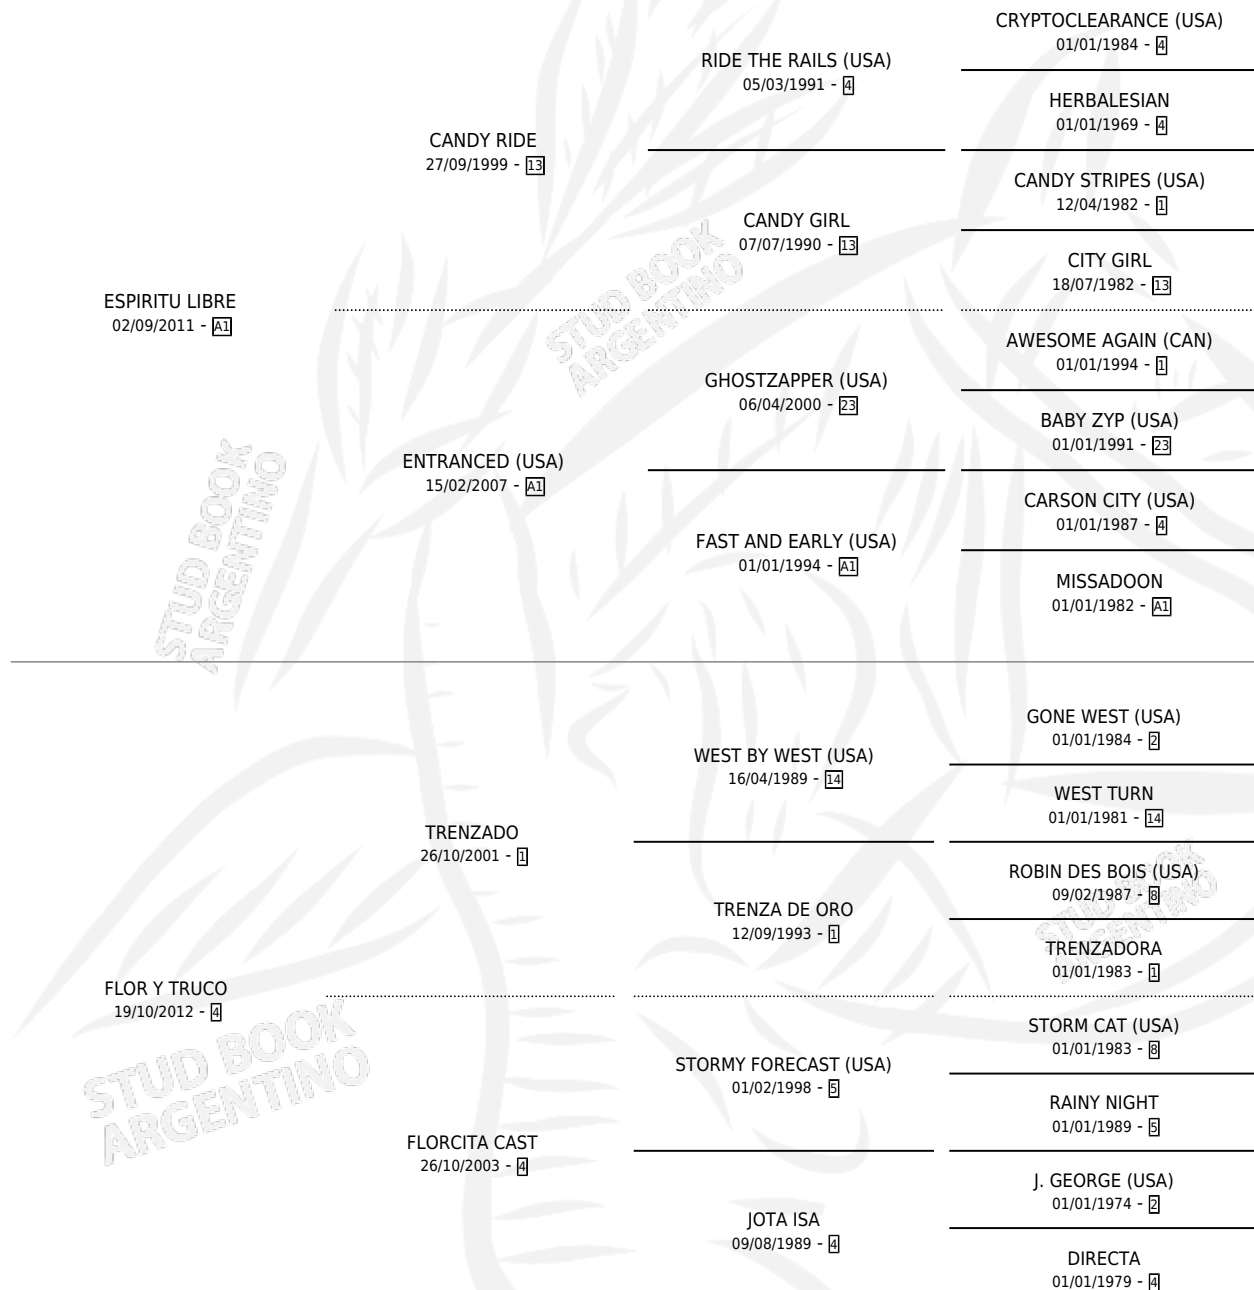 CRYPTOCLEARANCE (USA)
01/01/1984 - 4
RIDE THE RAILS (USA)
05/03/1991 - 4
HERBALESIAN
01/01/1969 - 4
CANDY RIDE
27/09/1999 - 13
CANDY STRIPES (USA)
12/04/1982 - 1
CANDY GIRL
07/07/1990 - 13
CITY GIRL
18/07/1982 - 13
ESPIRITU LIBRE
02/09/2011 - A1
AWESOME AGAIN (CAN)
01/01/1994 - 1
GHOSTZAPPER (USA)
06/04/2000 - 23
BABY ZYP (USA)
01/01/1991 - 23
ENTRANCED (USA)
15/02/2007 - A1
CARSON CITY (USA)
01/01/1987 - 4
FAST AND EARLY (USA)
01/01/1994 - A1
MISSADOON
01/01/1982 - A1
GONE WEST (USA)
01/01/1984 - 2
WEST BY WEST (USA)
16/04/1989 - 14
WEST TURN
01/01/1981 - 14
TRENZADO
26/10/2001 - 1
ROBIN DES BOIS (USA)
09/02/1987 - 8
TRENZA DE ORO
12/09/1993 - 1
TRENZADORA
01/01/1983 - 1
FLOR Y TRUCO
19/10/2012 - 4
STORM CAT (USA)
01/01/1983 - 8
STORMY FORECAST (USA)
01/02/1998 - 5
RAINY NIGHT
01/01/1989 - 5
FLORCITA CAST
26/10/2003 - 4
J. GEORGE (USA)
01/01/1974 - 2
JOTA ISA
09/08/1989 - 4
DIRECTA
01/01/1979 - 4
STUD BOOK
ARGENTINO
STUD BOOK
ARGENTINO
STUD BOOK
ARGENTINO
STUD BOOK
ARGENTINO